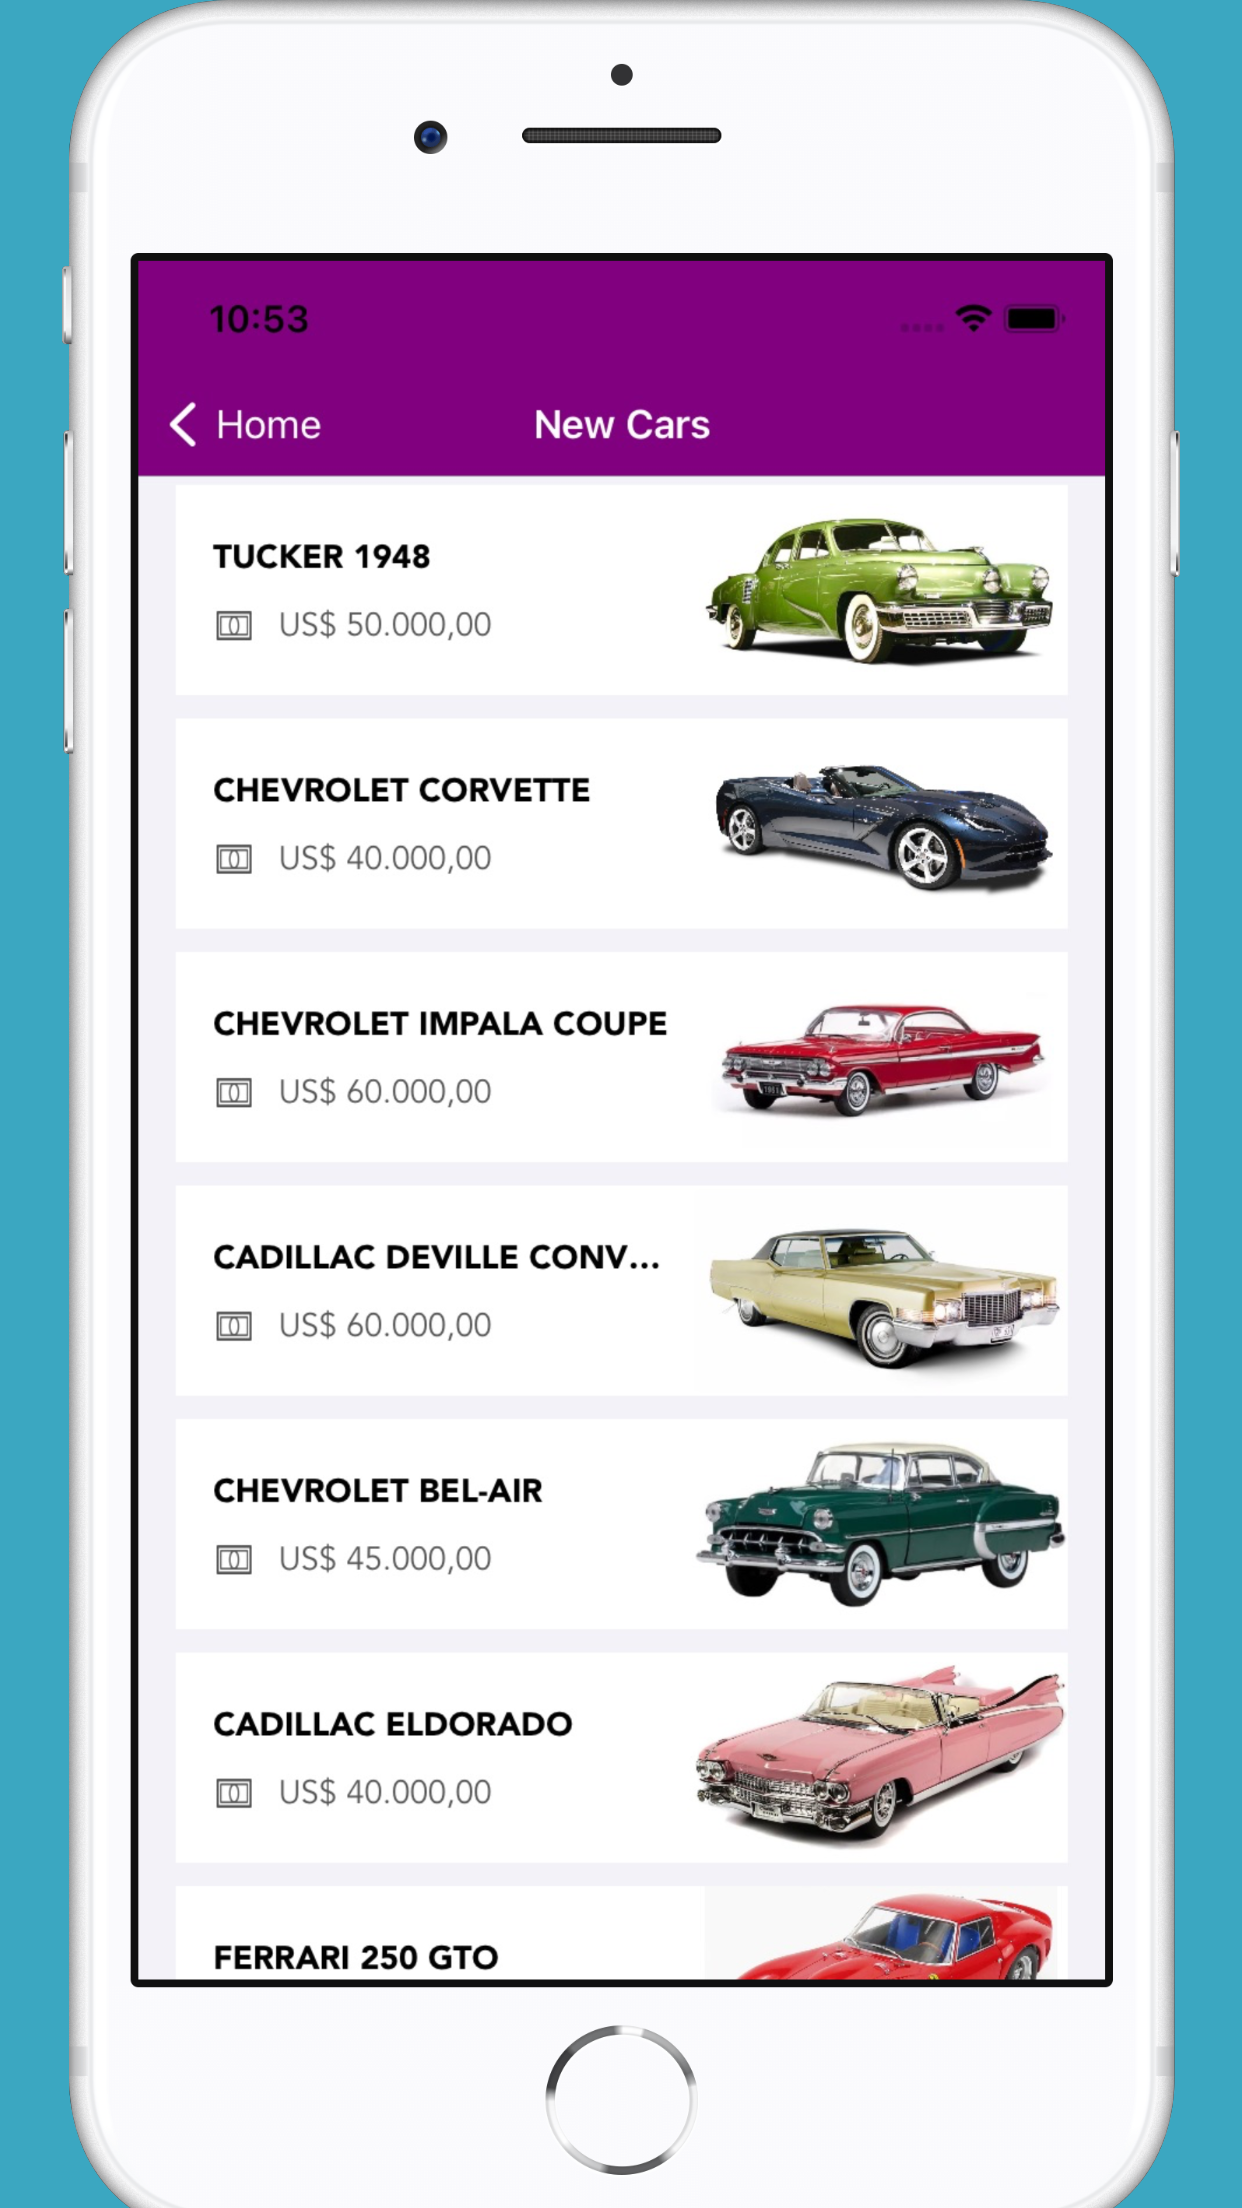 10:53
Home
New Cars
TUCKER 1948
US$ 50.000,00
CHEVROLET CORVETTE
US$ 40.000,00
CHEVROLET IMPALA COUPE
US$ 60.000,00
CADILLAC DEVILLE CONV...
US$ 60.000,00
CHEVROLET BEL-AIR
US$ 45.000,00
CADILLAC ELDORADO
US$ 40.000,00
FERRARI 250 GTO